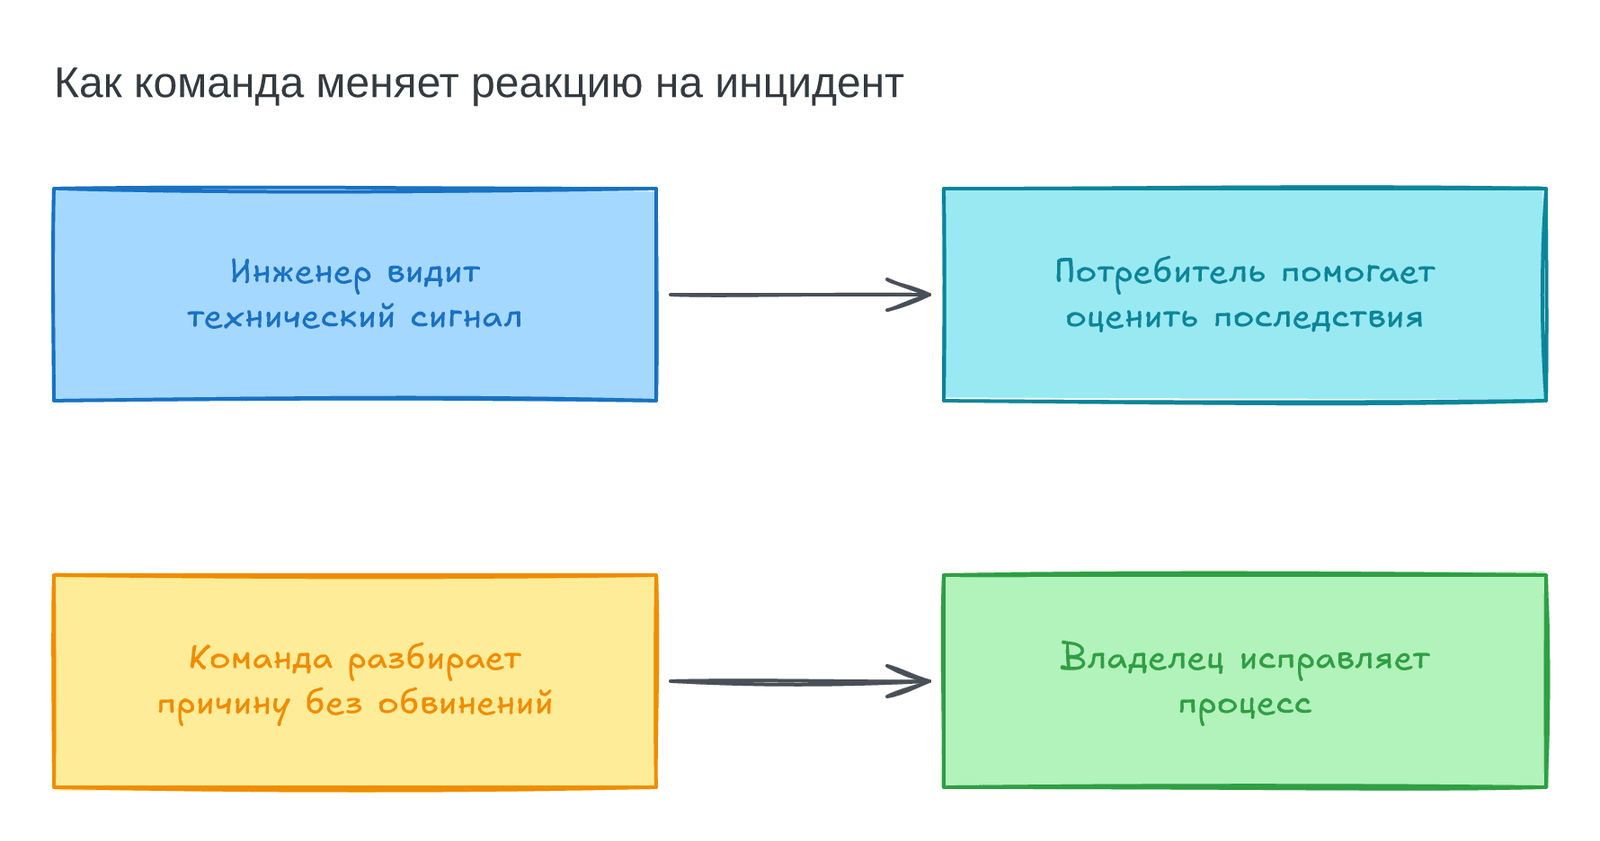 Как команда меняет реакцию на инцидент
Инженер видит
технический сигнал
Потребитель помогает
оценить последствия
Команда разбирает
причину без обвинений
Владелец исправляет
процесс